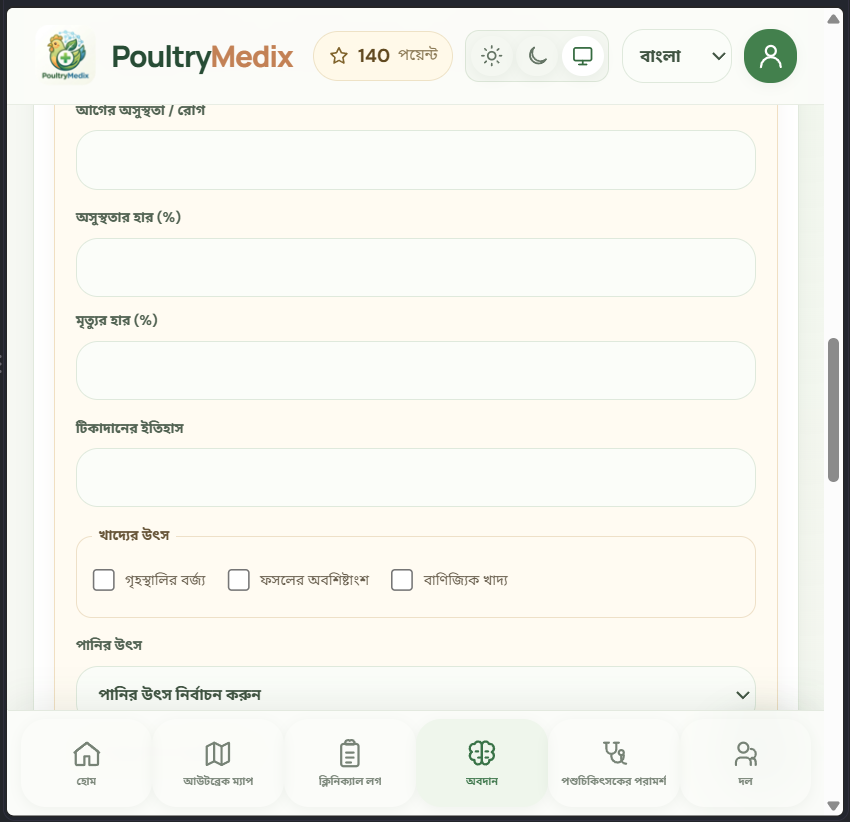 PoultryMedix
PoultryMedix
140 পয়েন্ট
বাংলা
আগের অসুস্থতা / রোগ
অসুস্থতার হার (%)
মৃত্যুর হার (%)
টিকাদানের ইতিহাস
খাদ্যের উৎস
গৃহস্থালির বর্জ্য
ফসলের অবশিষ্টাংশ
বাণিজ্যিক খাদ্য
পানির উৎস
পানির উৎস নির্বাচন করুন
হোম
আউটব্রেক ম্যাপ
ক্লিনিক্যাল লগ
অবদান
পশুচিকিৎসকের পরামর্শ
দল